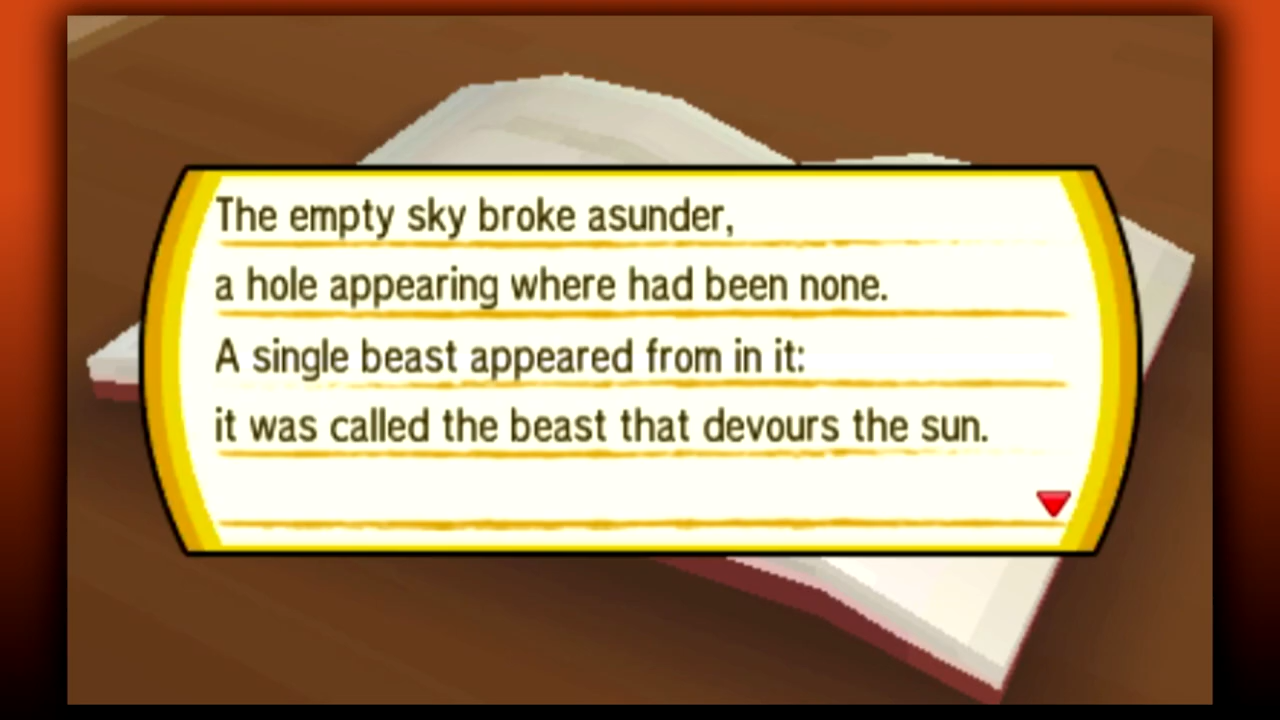 The empty sky broke asunder,
a hole appearing where had been none.
A single beast appeared from in it:
it was called the beast that devours the sun.